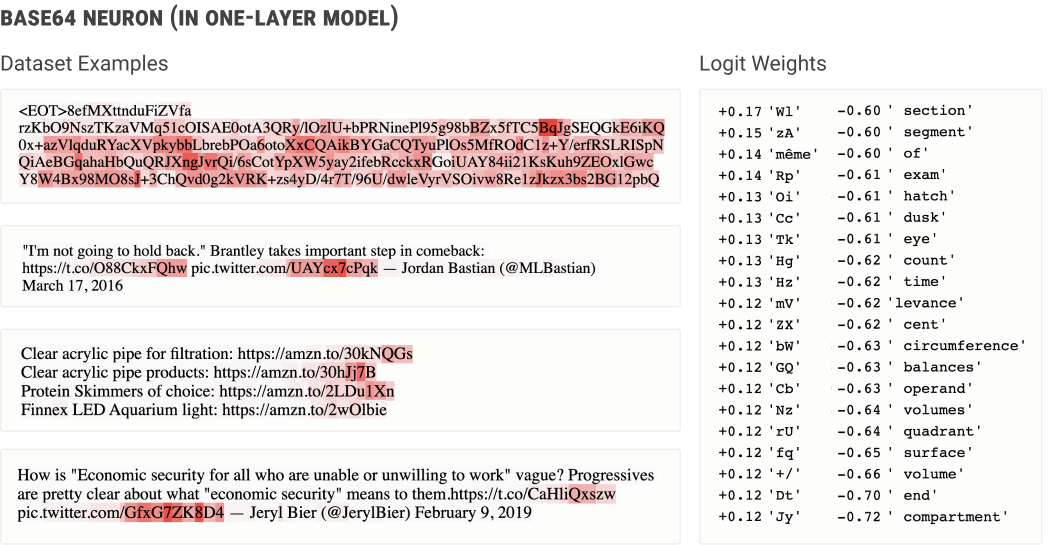 BASE64 NEURON (IN ONE-LAYER MODEL)
Dataset Examples
<EOT>8efMXttnduFiZVfa
rzKbO9NszTKzaVMq51cOISAE0otA3QRy/lOZlU+bPRNinePl95g98bBZx5fTC5BqJgSEQGkE6iKQ
0x+azVlqduRYacXVpkybbLbrebPOa6otoXxCQAikBYGaCQTyuPlOs5MfROdC1z+Y/erfRSLRISpN
QiAeBGqahaHbQuQRJXngJvrQi/6sCotYpXW5yay2ifebRcckxRGoiUAY84ii21KsKuh9ZEOxlGwc
Y8W4Bx98MO8sJ+3ChQvd0g2kVRK+zs4yD/4r7T/96U/dwleVyrVSOivw8Re1zJkzx3bs2BG12pbQ
"I'm not going to hold back." Brantley takes important step in comeback:
https://t.co/O88CkxFQhw pic.twitter.com/UAYcx7cPqk — Jordan Bastian (@MLBastian)
March 17, 2016
Clear acrylic pipe for filtration: https://amzn.to/30kNQGs
Clear acrylic pipe products: https://amzn.to/30hJj7B
Protein Skimmers of choice: https://amzn.to/2LDu1Xn
Finnex LED Aquarium light: https://amzn.to/2wOlbie
How is "Economic security for all who are unable or unwilling to work" vague? Progressives
are pretty clear about what "economic security" means to them.https://t.co/CaHIiQxszw
pic.twitter.com/GfxG7ZK8D4 — Jeryl Bier (@JerylBier) February 9, 2019
Logit Weights
+0.17 'Wl' -0.60 ' section'
+0.15 'zA' -0.60 ' segment'
+0.14 'même' -0.60 ' of'
+0.14 'Rp' -0.61 ' exam'
+0.13 'Oi' -0.61 ' hatch'
+0.13 'Cc' -0.61 ' dusk'
+0.13 'Tk' -0.61 ' eye'
+0.13 'Hg' -0.62 ' count'
+0.13 'Hz' -0.62 ' time'
+0.12 'mV' -0.62 'levance'
+0.12 'ZX' -0.62 ' cent'
+0.12 'bW' -0.63 ' circumference'
+0.12 'GQ' -0.63 ' balances'
+0.12 'Cb' -0.63 ' operand'
+0.12 'Nz' -0.64 ' volumes'
+0.12 'rU' -0.64 ' quadrant'
+0.12 'fq' -0.65 ' surface'
+0.12 '+/' -0.66 ' volume'
+0.12 'Dt' -0.70 ' end'
+0.12 'Jy' -0.72 ' compartment'